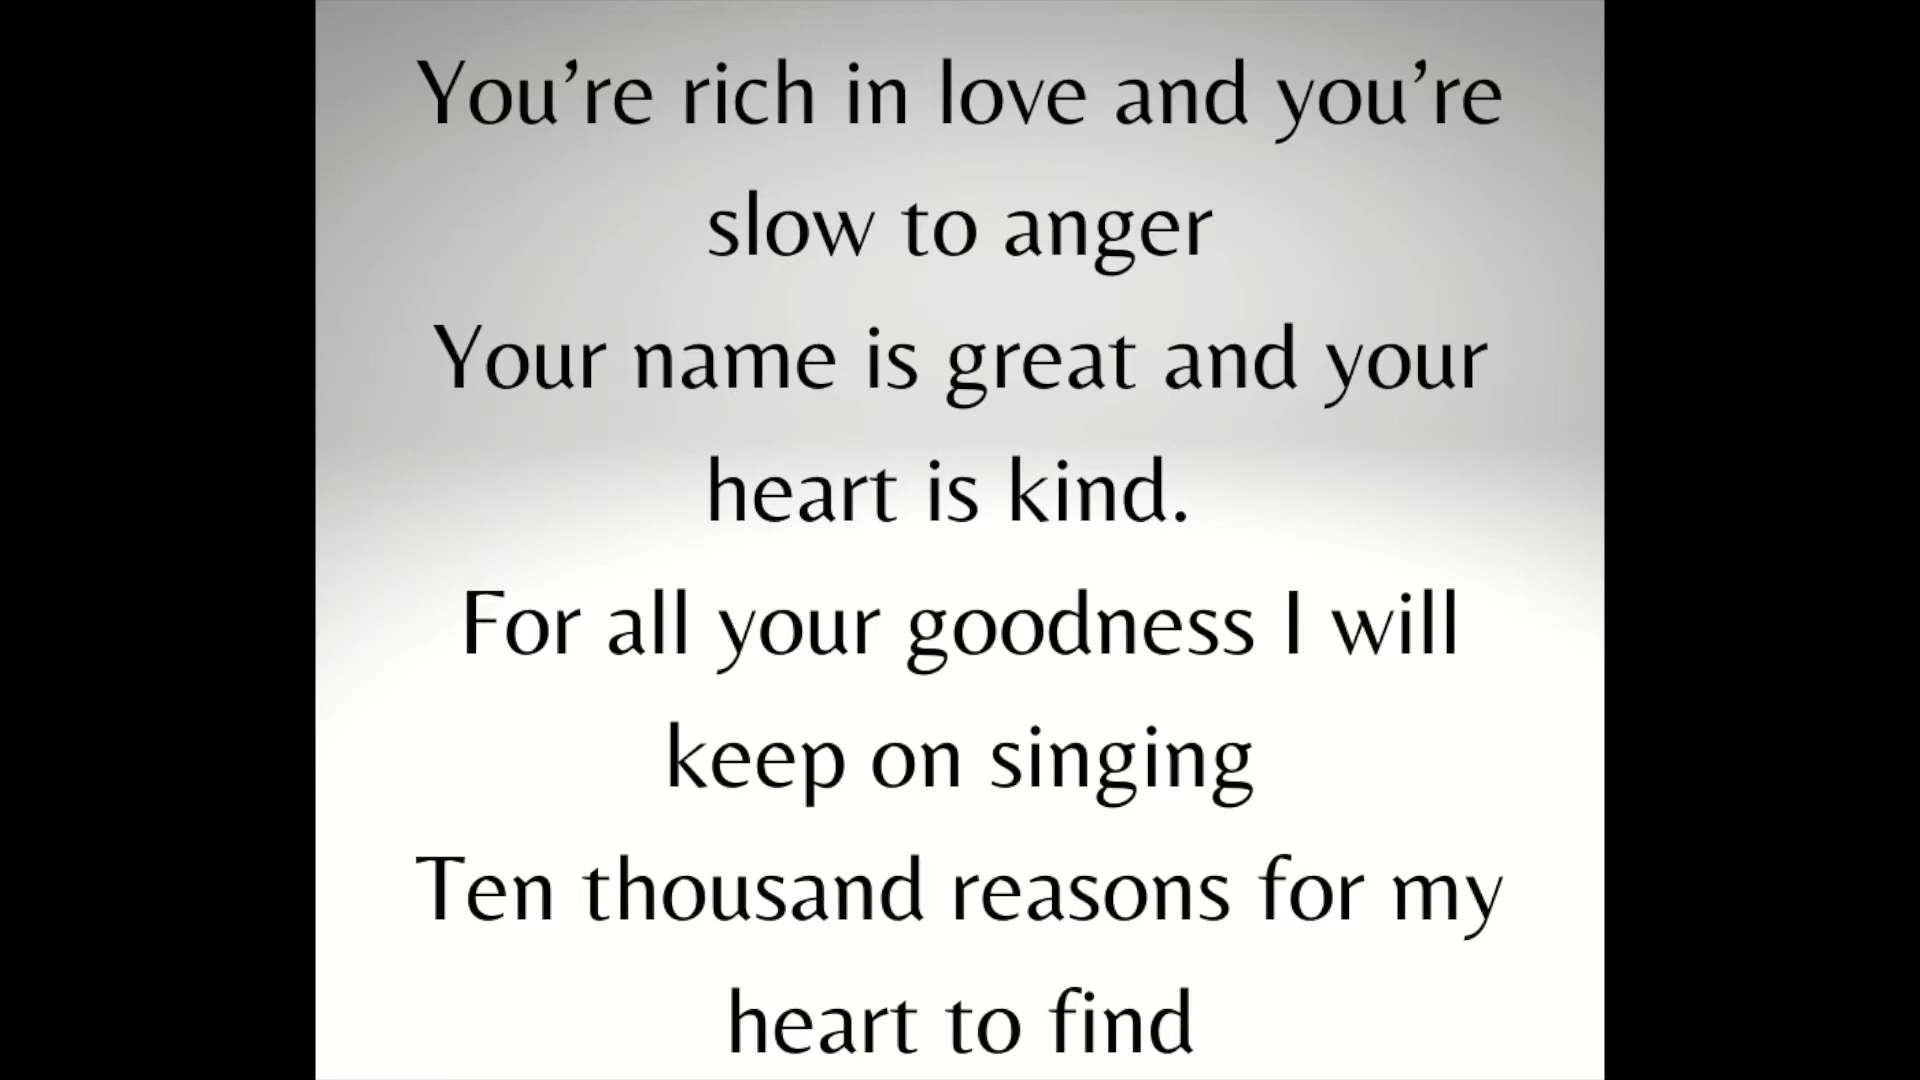 You’re rich in love and you’re
slow to anger
Your name is great and your
heart is kind.
For all your goodness I will
keep on singing
Ten thousand reasons for my
heart to find